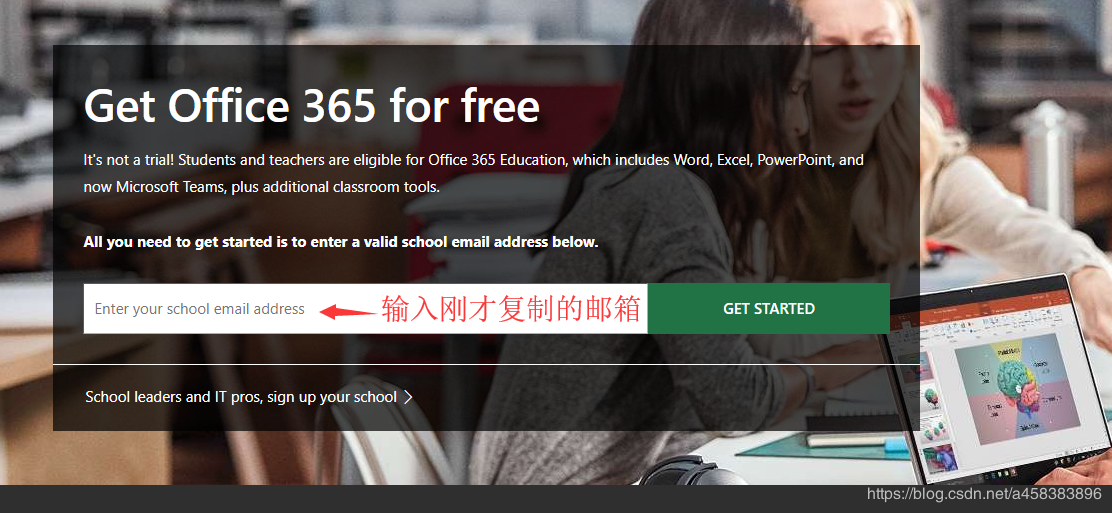 Get Office 365 for free
It's not a trial! Students and teachers are eligible for Office 365 Education, which includes Word, Excel, PowerPoint, and
now Microsoft Teams, plus additional classroom tools.
All you need to get started is to enter a valid school email address below.
Enter your school email address
输入刚才复制的邮箱
GET STARTED
School leaders and IT pros, sign up your school
https://blog.csdn.net/a458383896